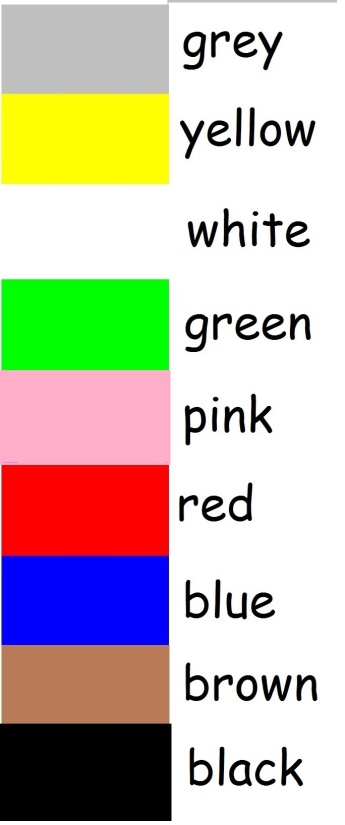 grey
yellow
white
green
pink
red
blue
brown
black